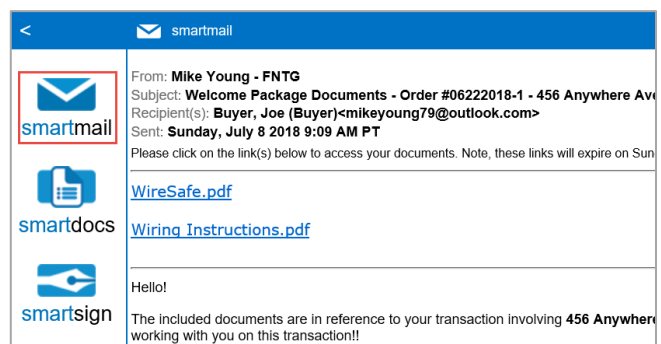 < smartmail
smartmail
smartdocs
smartsign
From: Mike Young - FNTG
Subject: Welcome Package Documents - Order #06222018-1 - 456 Anywhere Ave
Recipient(s): Buyer, Joe (Buyer)<mikeyoung79@outlook.com>
Sent: Sunday, July 8 2018 9:09 AM PT
Please click on the link(s) below to access your documents. Note, these links will expire on Sun
WireSafe.pdf
Wiring Instructions.pdf
Hello!
The included documents are in reference to your transaction involving 456 Anywhere
working with you on this transaction!!